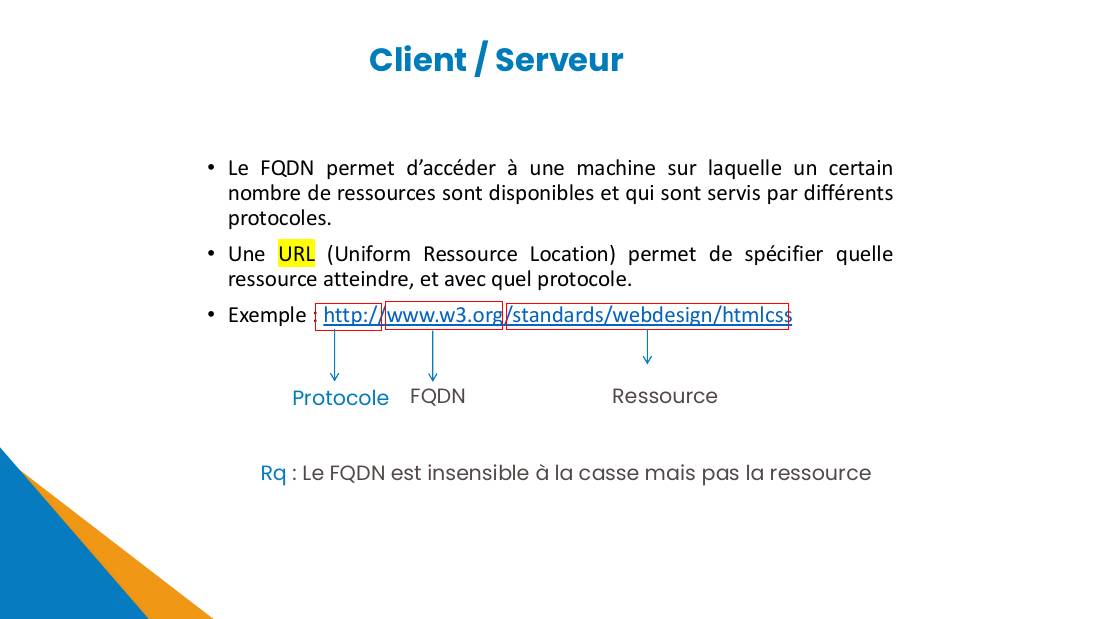 Client / Serveur
• Le FQDN permet d’accéder à une machine sur laquelle un certain
nombre de ressources sont disponibles et qui sont servis par différents
protocoles.
• Une URL (Uniform Ressource Location) permet de spécifier quelle
ressource atteindre, et avec quel protocole.
• Exemple : http://www.w3.org/standards/webdesign/htmlcss
Protocole FQDN Ressource
Rq : Le FQDN est insensible à la casse mais pas la ressource